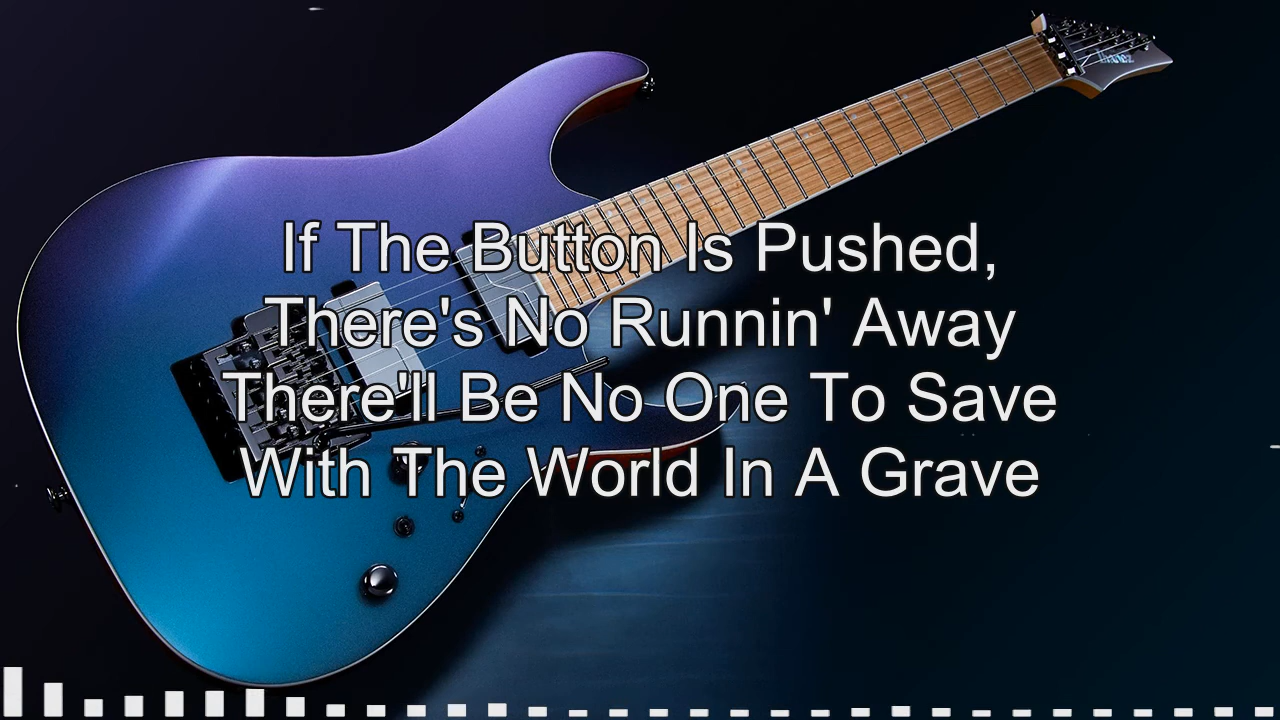 Ibanez
If The Button Is Pushed,
There's No Runnin' Away
There'll Be No One To Save
With The World In A Grave